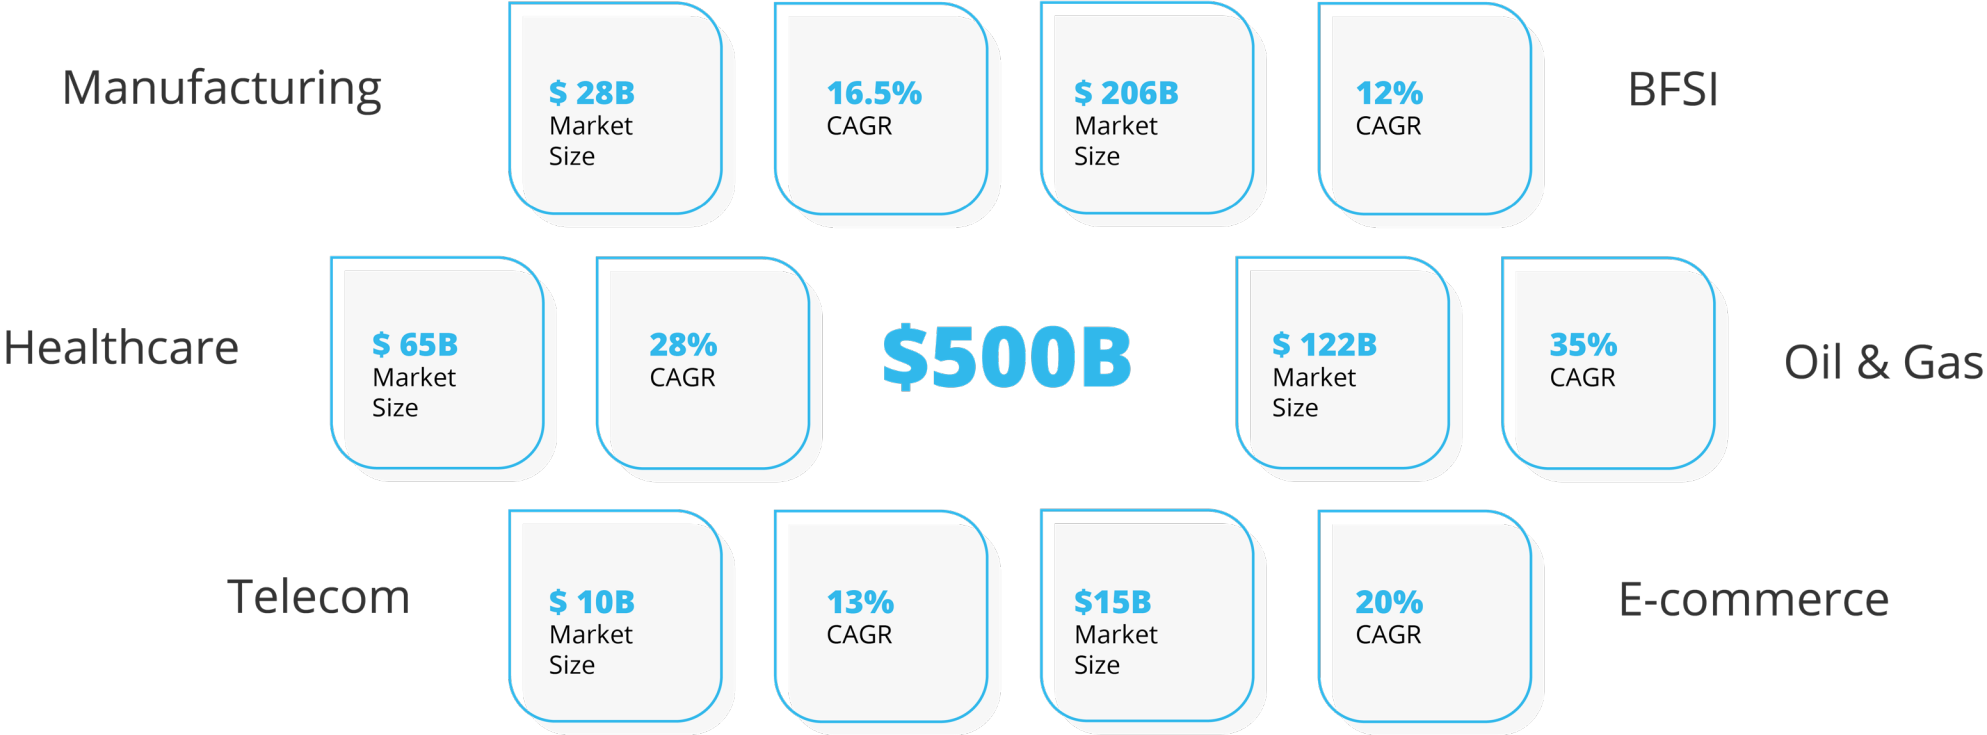 Manufacturing
$ 28B
Market
Size
16.5%
CAGR
$ 206B
Market
Size
12%
CAGR
BFSI
Healthcare
$ 65B
Market
Size
28%
CAGR
$500B
$ 122B
Market
Size
35%
CAGR
Oil & Gas
Telecom
$ 10B
Market
Size
13%
CAGR
$15B
Market
Size
20%
CAGR
E-commerce